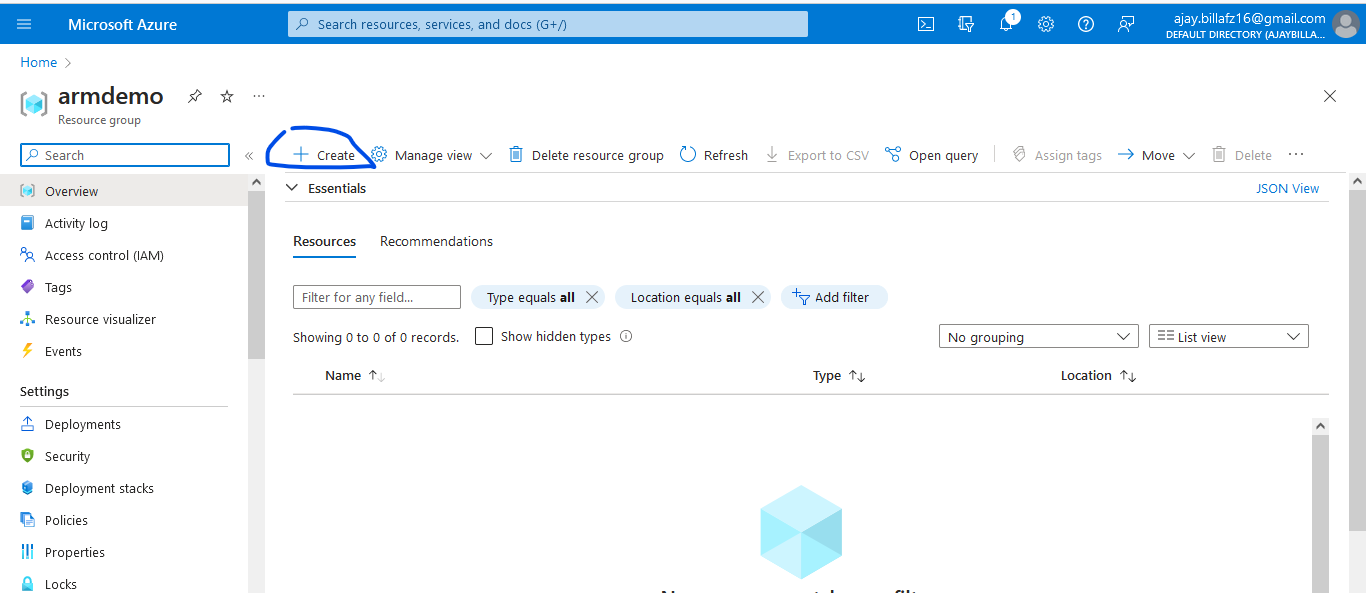 Microsoft Azure
Search resources, services, and docs (G+/)
1
ajay.billafz16@gmail.com
DEFAULT DIRECTORY (AJAYBILLA...
Home
armdemo
Resource group
Search
Create
Manage view
Delete resource group
Refresh
Export to CSV
Open query
Assign tags
Move
Delete
Overview
Activity log
Access control (IAM)
Tags
Resource visualizer
Events
Settings
Deployments
Security
Deployment stacks
Policies
Properties
Locks
Essentials
JSON View
Resources
Recommendations
Filter for any field...
Type equals all
Location equals all
Add filter
Showing 0 to 0 of 0 records.
Show hidden types
No grouping
List view
Name
Type
Location